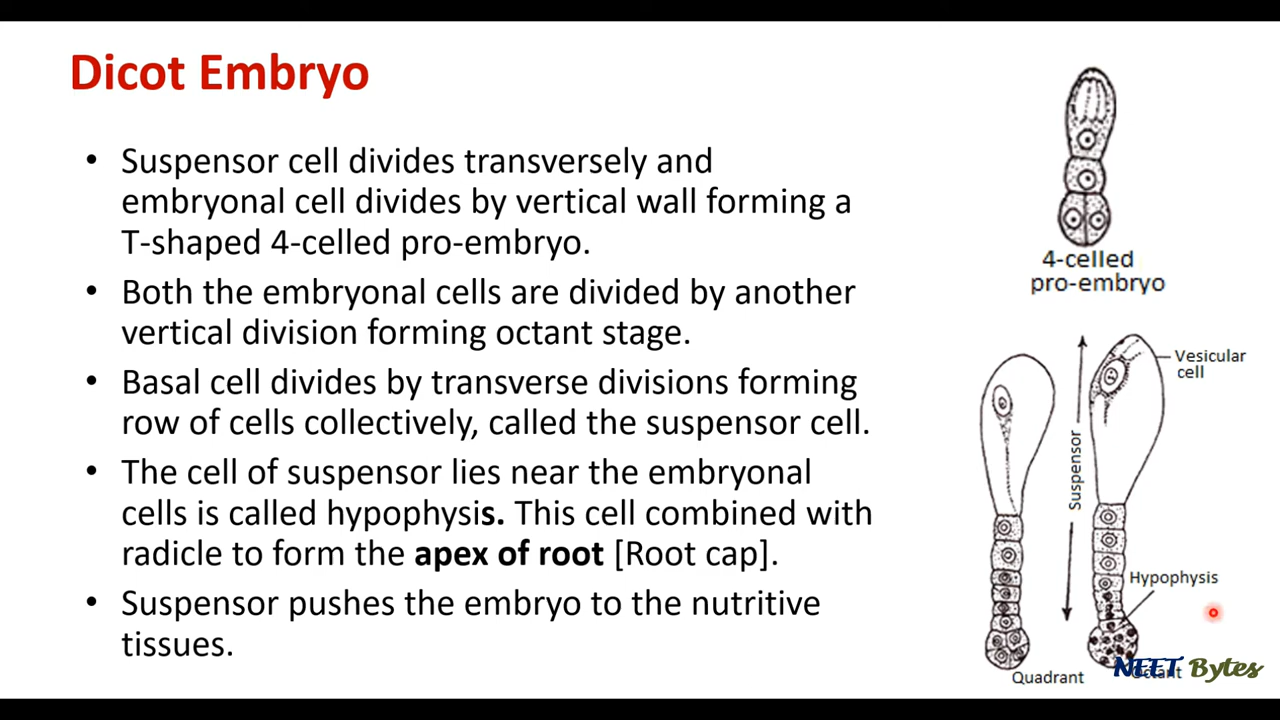 Dicot Embryo
• Suspensor cell divides transversely and
embryonal cell divides by vertical wall forming a
T-shaped 4-celled pro-embryo.
• Both the embryonal cells are divided by another
vertical division forming octant stage.
• Basal cell divides by transverse divisions forming
row of cells collectively, called the suspensor cell.
• The cell of suspensor lies near the embryonal
cells is called hypophysis. This cell combined with
radicle to form the apex of root [Root cap].
• Suspensor pushes the embryo to the nutritive
tissues.
4-celled
pro-embryo
Vesicular
cell
Suspensor
Hypophysis
Quadrant
Octant
NEET Bytes